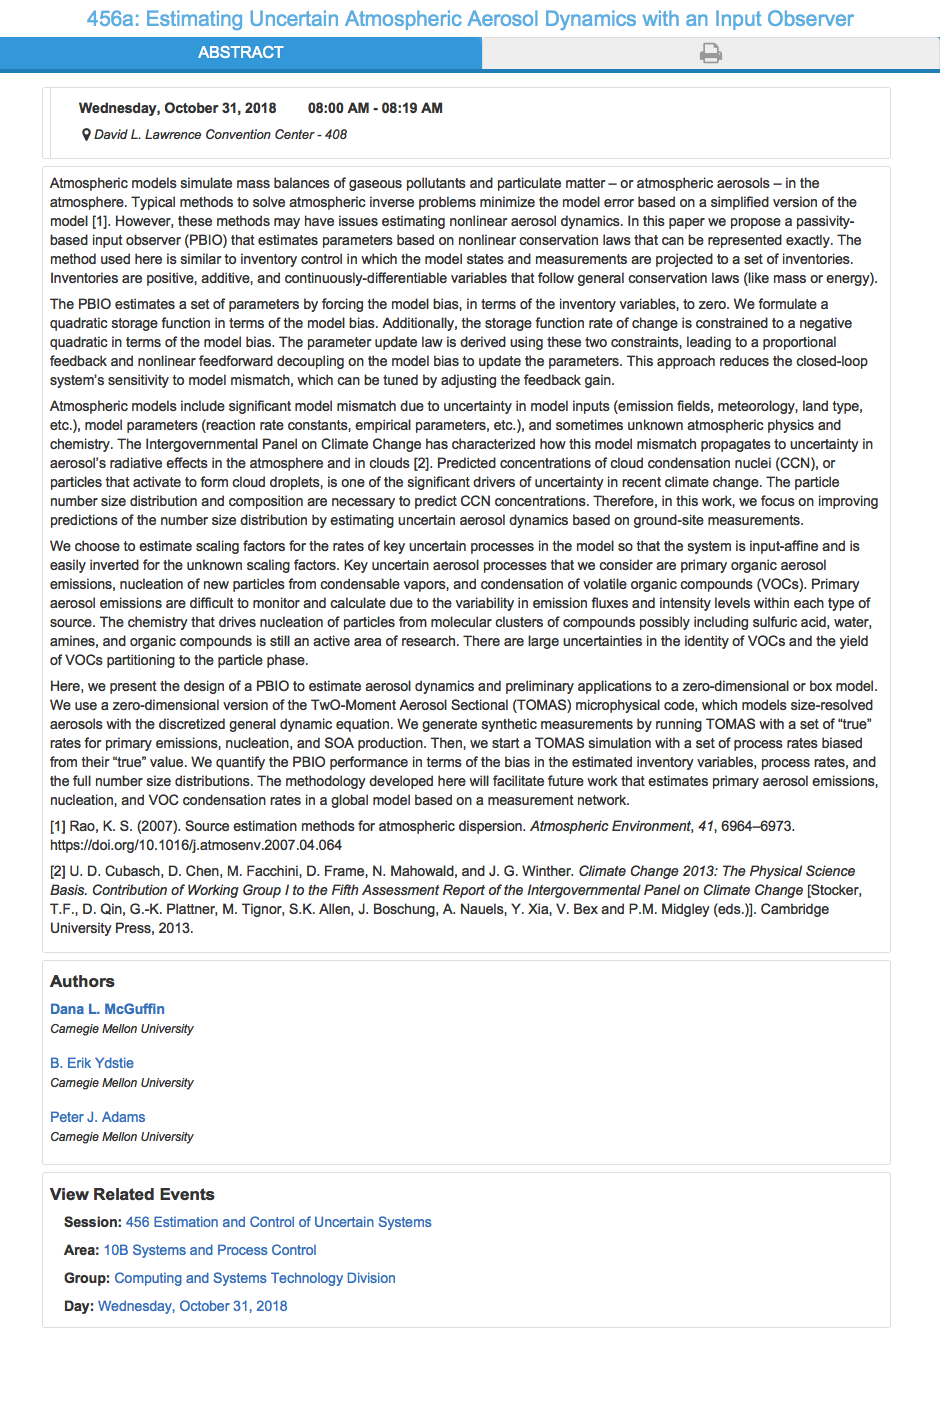 456a: Estimating Uncertain Atmospheric Aerosol Dynamics with an Input Observer
ABSTRACT
Wednesday, October 31, 2018 08:00 AM - 08:19 AM
David L. Lawrence Convention Center - 408
Atmospheric models simulate mass balances of gaseous pollutants and particulate matter – or atmospheric aerosols – in the
atmosphere. Typical methods to solve atmospheric inverse problems minimize the model error based on a simplified version of the
model [1]. However, these methods may have issues estimating nonlinear aerosol dynamics. In this paper we propose a passivity-
based input observer (PBIO) that estimates parameters based on nonlinear conservation laws that can be represented exactly. The
method used here is similar to inventory control in which the model states and measurements are projected to a set of inventories.
Inventories are positive, additive, and continuously-differentiable variables that follow general conservation laws (like mass or energy).
The PBIO estimates a set of parameters by forcing the model bias, in terms of the inventory variables, to zero. We formulate a
quadratic storage function in terms of the model bias. Additionally, the storage function rate of change is constrained to a negative
quadratic in terms of the model bias. The parameter update law is derived using these two constraints, leading to a proportional
feedback and nonlinear feedforward decoupling on the model bias to update the parameters. This approach reduces the closed-loop
system's sensitivity to model mismatch, which can be tuned by adjusting the feedback gain.
Atmospheric models include significant model mismatch due to uncertainty in model inputs (emission fields, meteorology, land type,
etc.), model parameters (reaction rate constants, empirical parameters, etc.), and sometimes unknown atmospheric physics and
chemistry. The Intergovernmental Panel on Climate Change has characterized how this model mismatch propagates to uncertainty in
aerosol's radiative effects in the atmosphere and in clouds [2]. Predicted concentrations of cloud condensation nuclei (CCN), or
particles that activate to form cloud droplets, is one of the significant drivers of uncertainty in recent climate change. The particle
number size distribution and composition are necessary to predict CCN concentrations. Therefore, in this work, we focus on improving
predictions of the number size distribution by estimating uncertain aerosol dynamics based on ground-site measurements.
We choose to estimate scaling factors for the rates of key uncertain processes in the model so that the system is input-affine and is
easily inverted for the unknown scaling factors. Key uncertain aerosol processes that we consider are primary organic aerosol
emissions, nucleation of new particles from condensable vapors, and condensation of volatile organic compounds (VOCs). Primary
aerosol emissions are difficult to monitor and calculate due to the variability in emission fluxes and intensity levels within each type of
source. The chemistry that drives nucleation of particles from molecular clusters of compounds possibly including sulfuric acid, water,
amines, and organic compounds is still an active area of research. There are large uncertainties in the identity of VOCs and the yield
of VOCs partitioning to the particle phase.
Here, we present the design of a PBIO to estimate aerosol dynamics and preliminary applications to a zero-dimensional or box model.
We use a zero-dimensional version of the TwO-Moment Aerosol Sectional (TOMAS) microphysical code, which models size-resolved
aerosols with the discretized general dynamic equation. We generate synthetic measurements by running TOMAS with a set of “true”
rates for primary emissions, nucleation, and SOA production. Then, we start a TOMAS simulation with a set of process rates biased
from their “true” value. We quantify the PBIO performance in terms of the bias in the estimated inventory variables, process rates, and
the full number size distributions. The methodology developed here will facilitate future work that estimates primary aerosol emissions,
nucleation, and VOC condensation rates in a global model based on a measurement network.
[1] Rao, K. S. (2007). Source estimation methods for atmospheric dispersion. Atmospheric Environment, 41, 6964–6973.
https://doi.org/10.1016/j.atmosenv.2007.04.064
[2] U. D. Cubasch, D. Chen, M. Facchini, D. Frame, N. Mahowald, and J. G. Winther. Climate Change 2013: The Physical Science
Basis. Contribution of Working Group I to the Fifth Assessment Report of the Intergovernmental Panel on Climate Change [Stocker,
T.F., D. Qin, G.-K. Plattner, M. Tignor, S.K. Allen, J. Boschung, A. Nauels, Y. Xia, V. Bex and P.M. Midgley (eds.)]. Cambridge
University Press, 2013.
Authors
Dana L. McGuffin
Carnegie Mellon University
B. Erik Ydstie
Carnegie Mellon University
Peter J. Adams
Carnegie Mellon University
View Related Events
Session: 456 Estimation and Control of Uncertain Systems
Area: 10B Systems and Process Control
Group: Computing and Systems Technology Division
Day: Wednesday, October 31, 2018